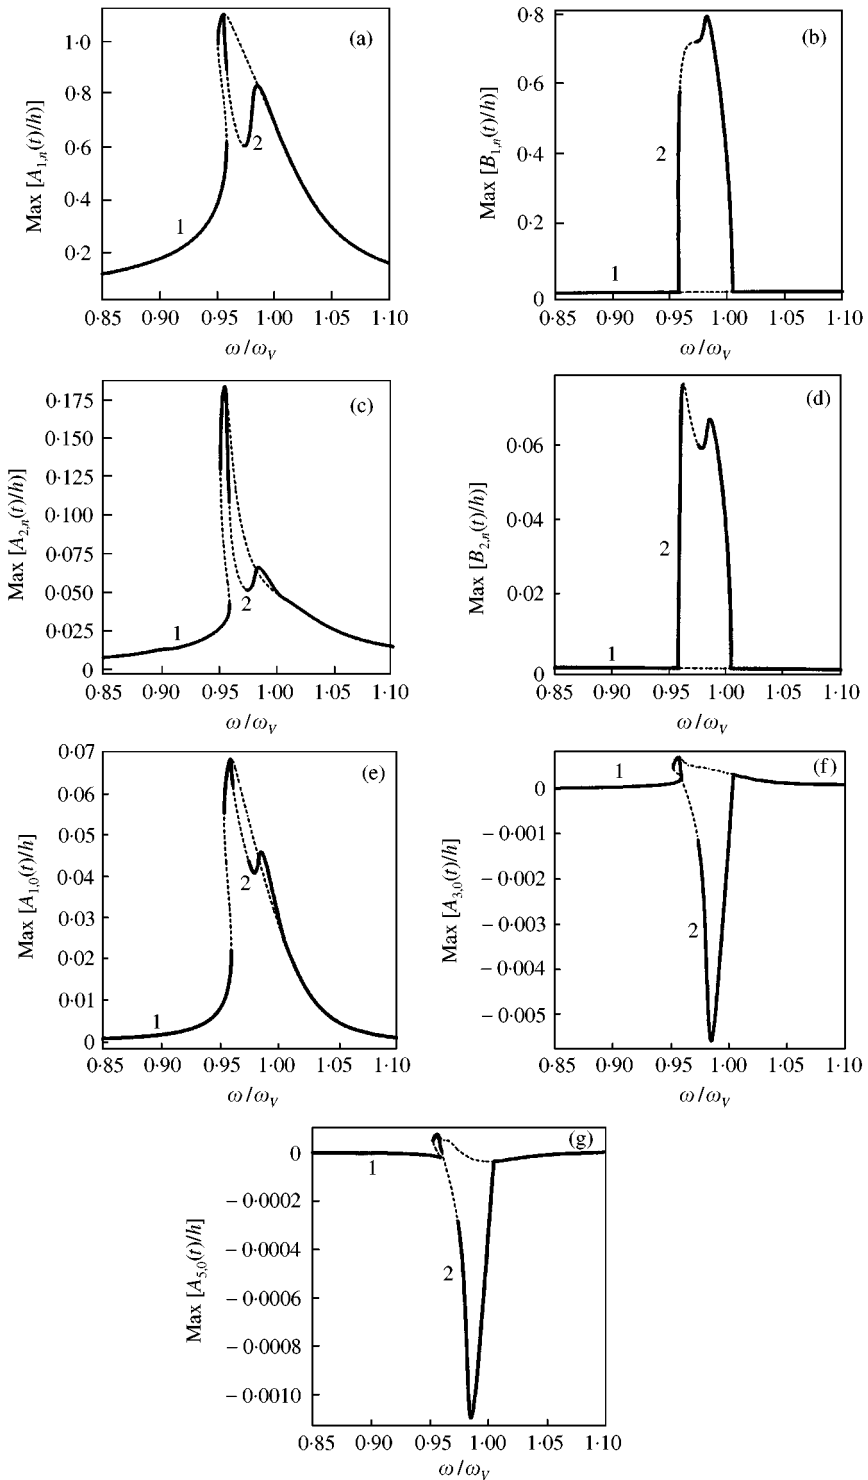 (a)
Max [A1,n(t)/h)]
1·0
0·8
0·6
0·4
0·2
1
2
0·85 0·90 0·95 1·00 1·05 1·10
ω/ωV
(b)
Max [B1,n(t)/h)]
0·8
0·6
0·4
0·2
0
2
1
0·85 0·90 0·95 1·00 1·05 1·10
ω/ωV
(c)
Max [A2,n(t)/h)]
0·175
0·150
0·125
0·100
0·075
0·050
0·025
0
1
2
0·85 0·90 0·95 1·00 1·05 1·10
ω/ωV
(d)
Max [B2,n(t)/h)]
0·06
0·04
0·02
0
2
1
0·85 0·90 0·95 1·00 1·05 1·10
ω/ωV
(e)
Max [A1,0(t)/h]
0·07
0·06
0·05
0·04
0·03
0·02
0·01
0
2
1
0·85 0·90 0·95 1·00 1·05 1·10
ω/ωV
(f)
Max [A3,0(t)/h]
0
−0·001
−0·002
−0·003
−0·004
−0·005
1
2
0·85 0·90 0·95 1·00 1·05 1·10
ω/ωV
(g)
Max [A5,0(t)/h]
0
−0·0002
−0·0004
−0·0006
−0·0008
−0·0010
1
2
0·85 0·90 0·95 1·00 1·05 1·10
ω/ωV